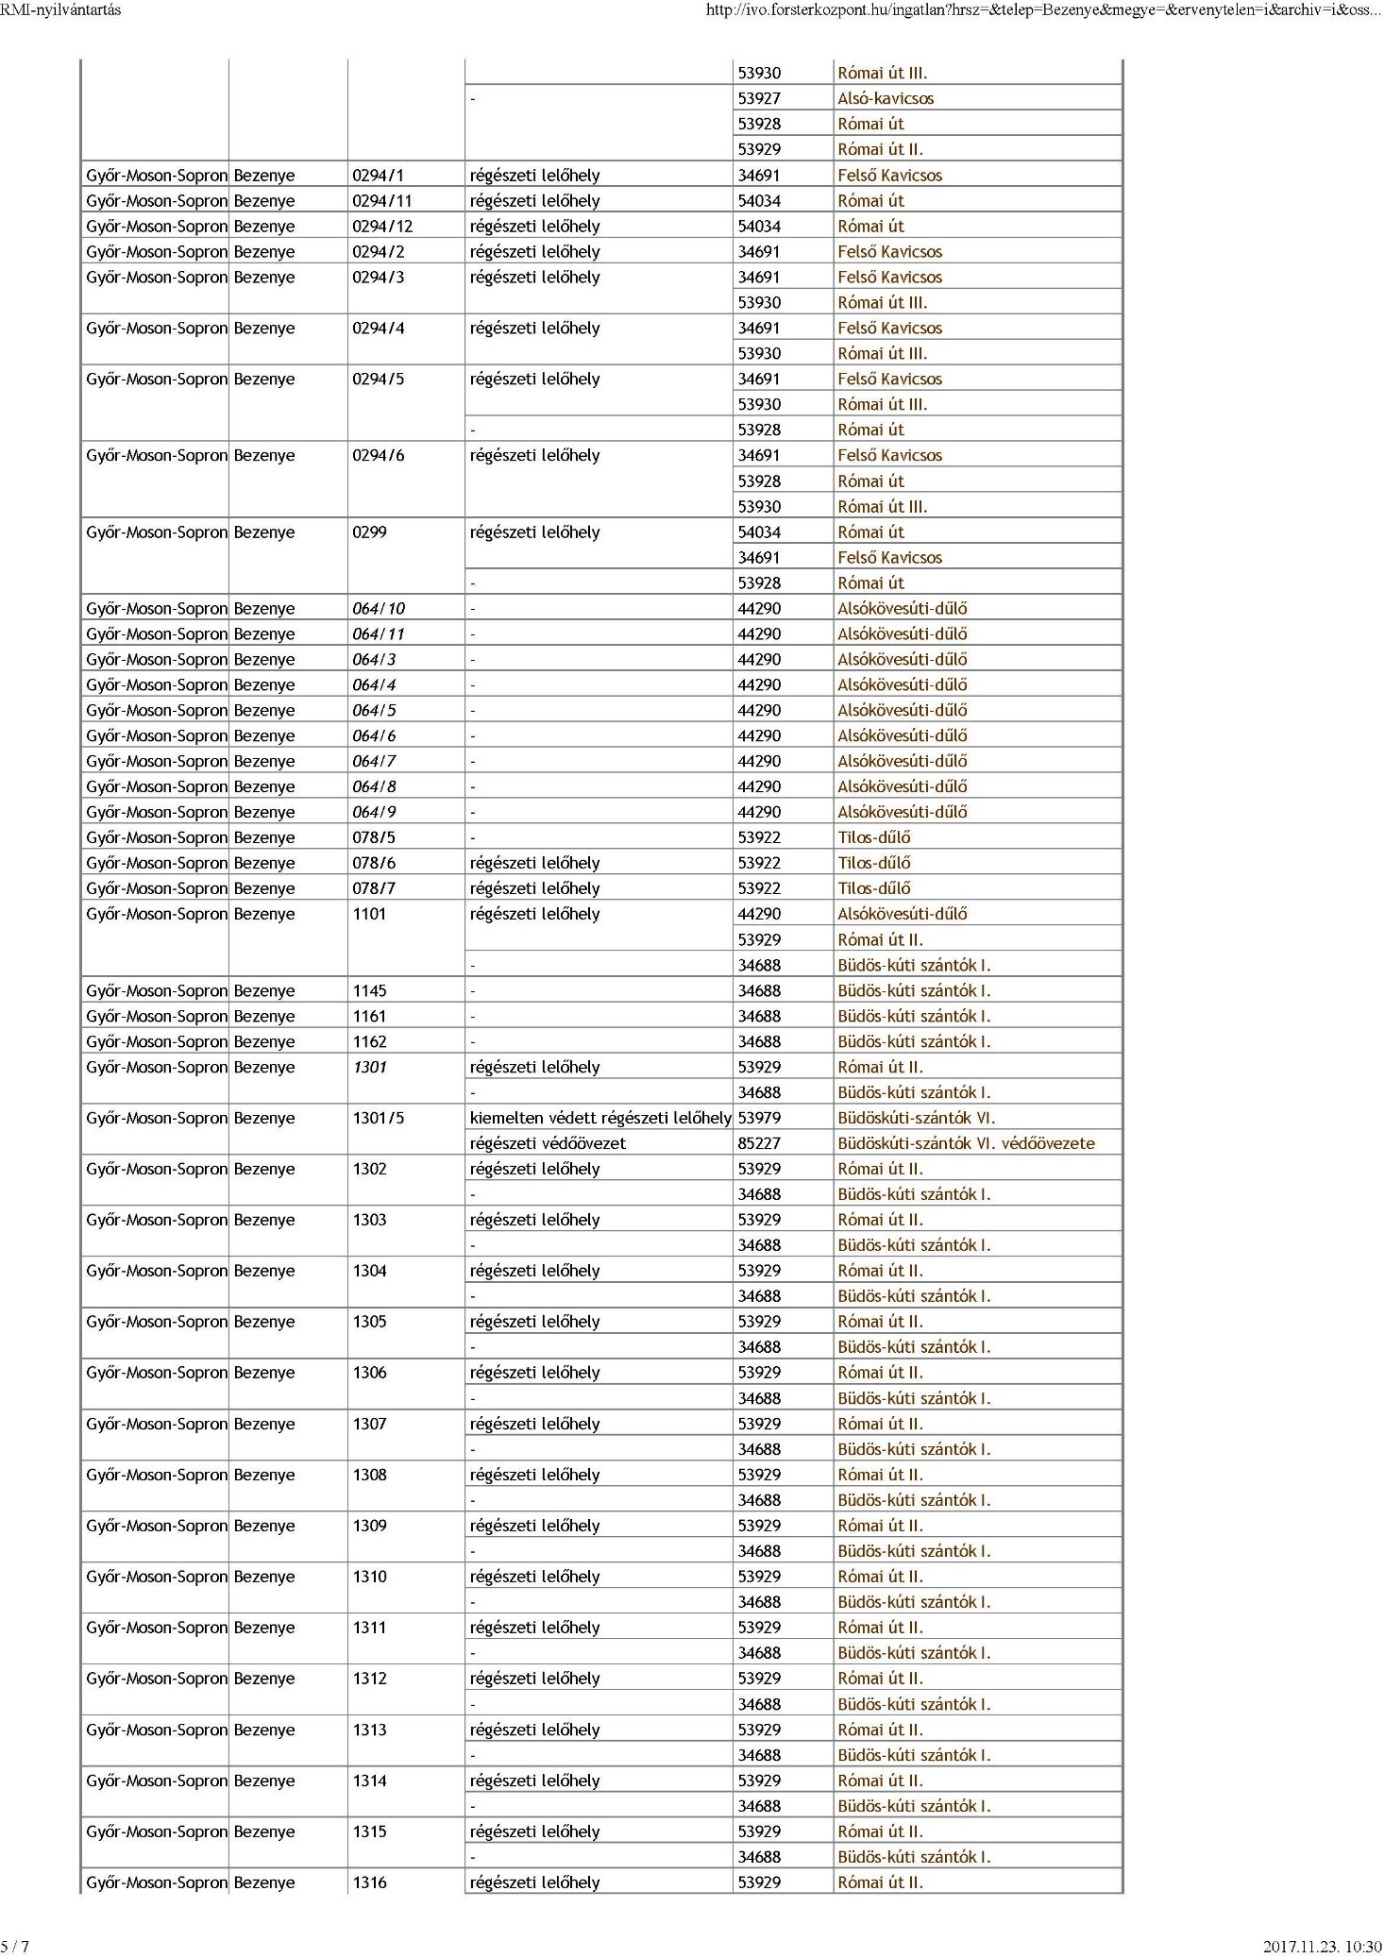 RMI-nyilvántartás http://ivo.forsterkozpont.hu/ingatlan?hrsz=&telep=Bezenye&megye=&ervenytelen=i&archiv=i&oss...
53930 Római út III.
- 53927 Alsó-kavicsos
53928 Római út
53929 Római út II.
Győr-Moson-Sopron Bezenye 0294/1 régészeti lelőhely 34691 Felső Kavicsos
Győr-Moson-Sopron Bezenye 0294/11 régészeti lelőhely 54034 Római út
Győr-Moson-Sopron Bezenye 0294/12 régészeti lelőhely 54034 Római út
Győr-Moson-Sopron Bezenye 0294/2 régészeti lelőhely 34691 Felső Kavicsos
Győr-Moson-Sopron Bezenye 0294/3 régészeti lelőhely 34691 Felső Kavicsos
53930 Római út III.
Győr-Moson-Sopron Bezenye 0294/4 régészeti lelőhely 34691 Felső Kavicsos
53930 Római út III.
Győr-Moson-Sopron Bezenye 0294/5 régészeti lelőhely 34691 Felső Kavicsos
53930 Római út III.
- 53928 Római út
Győr-Moson-Sopron Bezenye 0294/6 régészeti lelőhely 34691 Felső Kavicsos
53928 Római út
53930 Római út III.
Győr-Moson-Sopron Bezenye 0299 régészeti lelőhely 54034 Római út
34691 Felső Kavicsos
- 53928 Római út
Győr-Moson-Sopron Bezenye 064/10 - 44290 Alsókövesúti-dűlő
Győr-Moson-Sopron Bezenye 064/11 - 44290 Alsókövesúti-dűlő
Győr-Moson-Sopron Bezenye 064/3 - 44290 Alsókövesúti-dűlő
Győr-Moson-Sopron Bezenye 064/4 - 44290 Alsókövesúti-dűlő
Győr-Moson-Sopron Bezenye 064/5 - 44290 Alsókövesúti-dűlő
Győr-Moson-Sopron Bezenye 064/6 - 44290 Alsókövesúti-dűlő
Győr-Moson-Sopron Bezenye 064/7 - 44290 Alsókövesúti-dűlő
Győr-Moson-Sopron Bezenye 064/8 - 44290 Alsókövesúti-dűlő
Győr-Moson-Sopron Bezenye 064/9 - 44290 Alsókövesúti-dűlő
Győr-Moson-Sopron Bezenye 078/5 - 53922 Tilos-dűlő
Győr-Moson-Sopron Bezenye 078/6 régészeti lelőhely 53922 Tilos-dűlő
Győr-Moson-Sopron Bezenye 078/7 régészeti lelőhely 53922 Tilos-dűlő
Győr-Moson-Sopron Bezenye 1101 régészeti lelőhely 44290 Alsókövesúti-dűlő
53929 Római út II.
- 34688 Büdös-kúti szántók I.
Győr-Moson-Sopron Bezenye 1145 - 34688 Büdös-kúti szántók I.
Győr-Moson-Sopron Bezenye 1161 - 34688 Büdös-kúti szántók I.
Győr-Moson-Sopron Bezenye 1162 - 34688 Büdös-kúti szántók I.
Győr-Moson-Sopron Bezenye 1301 régészeti lelőhely 53929 Római út II.
- 34688 Büdös-kúti szántók I.
Győr-Moson-Sopron Bezenye 1301/5 kiemelten védett régészeti lelőhely 53979 Büdöskúti-szántók VI.
régészeti védőövezet 85227 Büdöskúti-szántók VI. védőövezete
Győr-Moson-Sopron Bezenye 1302 régészeti lelőhely 53929 Római út II.
- 34688 Büdös-kúti szántók I.
Győr-Moson-Sopron Bezenye 1303 régészeti lelőhely 53929 Római út II.
- 34688 Büdös-kúti szántók I.
Győr-Moson-Sopron Bezenye 1304 régészeti lelőhely 53929 Római út II.
- 34688 Büdös-kúti szántók I.
Győr-Moson-Sopron Bezenye 1305 régészeti lelőhely 53929 Római út II.
- 34688 Büdös-kúti szántók I.
Győr-Moson-Sopron Bezenye 1306 régészeti lelőhely 53929 Római út II.
- 34688 Büdös-kúti szántók I.
Győr-Moson-Sopron Bezenye 1307 régészeti lelőhely 53929 Római út II.
- 34688 Büdös-kúti szántók I.
Győr-Moson-Sopron Bezenye 1308 régészeti lelőhely 53929 Római út II.
- 34688 Büdös-kúti szántók I.
Győr-Moson-Sopron Bezenye 1309 régészeti lelőhely 53929 Római út II.
- 34688 Büdös-kúti szántók I.
Győr-Moson-Sopron Bezenye 1310 régészeti lelőhely 53929 Római út II.
- 34688 Büdös-kúti szántók I.
Győr-Moson-Sopron Bezenye 1311 régészeti lelőhely 53929 Római út II.
- 34688 Büdös-kúti szántók I.
Győr-Moson-Sopron Bezenye 1312 régészeti lelőhely 53929 Római út II.
- 34688 Büdös-kúti szántók I.
Győr-Moson-Sopron Bezenye 1313 régészeti lelőhely 53929 Római út II.
- 34688 Büdös-kúti szántók I.
Győr-Moson-Sopron Bezenye 1314 régészeti lelőhely 53929 Római út II.
- 34688 Büdös-kúti szántók I.
Győr-Moson-Sopron Bezenye 1315 régészeti lelőhely 53929 Római út II.
- 34688 Büdös-kúti szántók I.
Győr-Moson-Sopron Bezenye 1316 régészeti lelőhely 53929 Római út II.
5 / 7 2017.11.23. 10:30